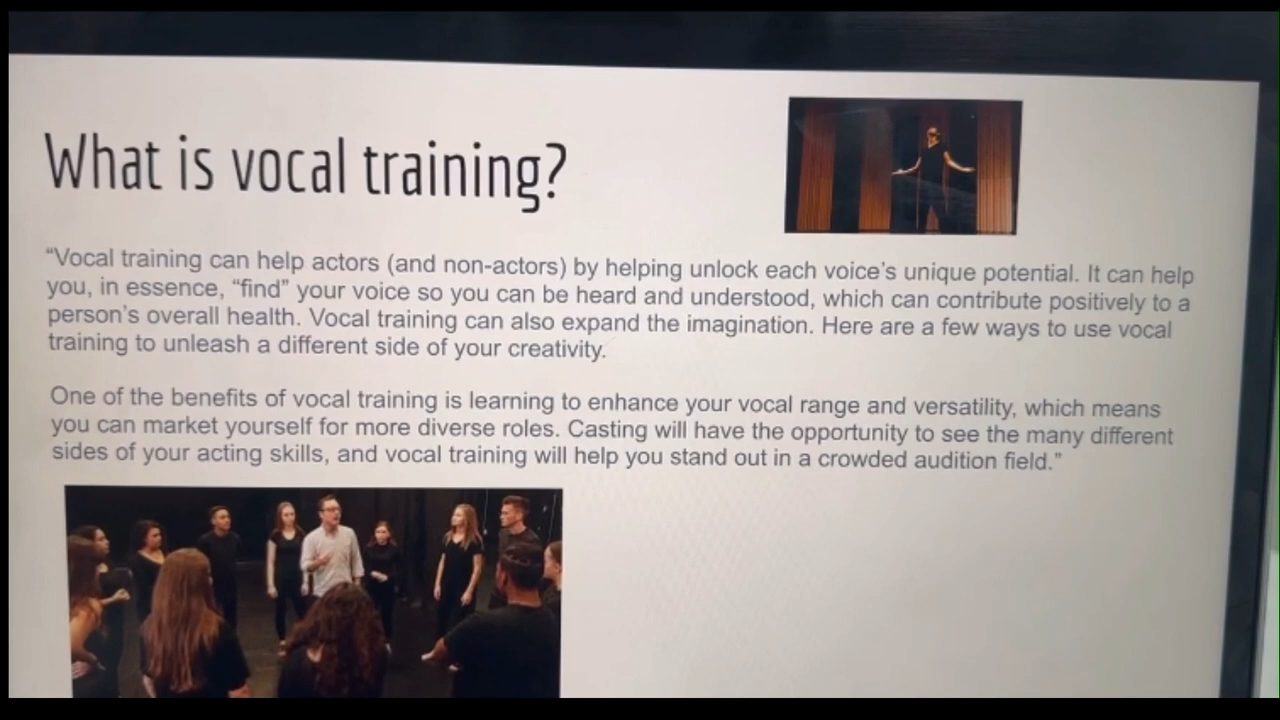 What is vocal training?
“Vocal training can help actors (and non-actors) by helping unlock each voice’s unique potential. It can help
you, in essence, “find” your voice so you can be heard and understood, which can contribute positively to a
person’s overall health. Vocal training can also expand the imagination. Here are a few ways to use vocal
training to unleash a different side of your creativity.
One of the benefits of vocal training is learning to enhance your vocal range and versatility, which means
you can market yourself for more diverse roles. Casting will have the opportunity to see the many different
sides of your acting skills, and vocal training will help you stand out in a crowded audition field.”